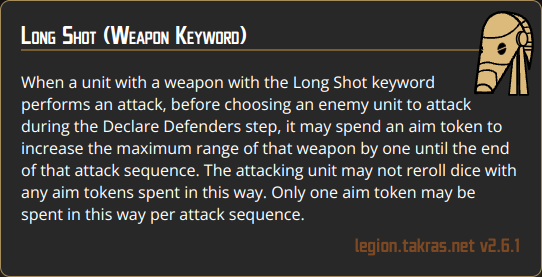 Long Shot (Weapon Keyword)
When a unit with a weapon with the Long Shot keyword
performs an attack, before choosing an enemy unit to attack
during the Declare Defenders step, it may spend an aim token to
increase the maximum range of that weapon by one until the end
of that attack sequence. The attacking unit may not reroll dice with
any aim tokens spent in this way. Only one aim token may be
spent in this way per attack sequence.
legion.takras.net v2.6.1